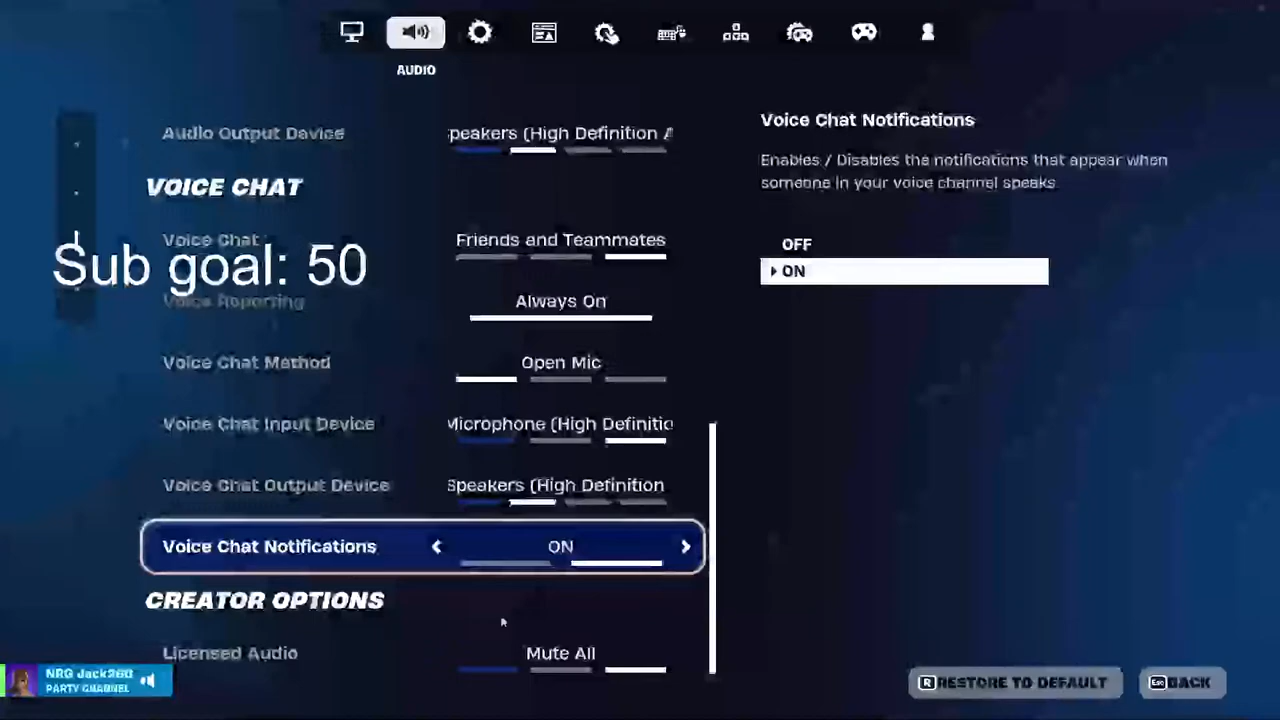 AUDIO
Audio Output Device
Speakers (High Definition A
VOICE CHAT
Voice Chat
Friends and Teammates
Sub goal: 50
Voice Reporting
Always On
Voice Chat Method
Open Mic
Voice Chat Input Device
Microphone (High Definitio
Voice Chat Output Device
Speakers (High Definition
Voice Chat Notifications
ON
CREATOR OPTIONS
Licensed Audio
Mute All
NRG Jack260
PARTY CHANNEL
Voice Chat Notifications
Enables / Disables the notifications that appear when
someone in your voice channel speaks.
OFF
ON
R RESTORE TO DEFAULT
Esc BACK